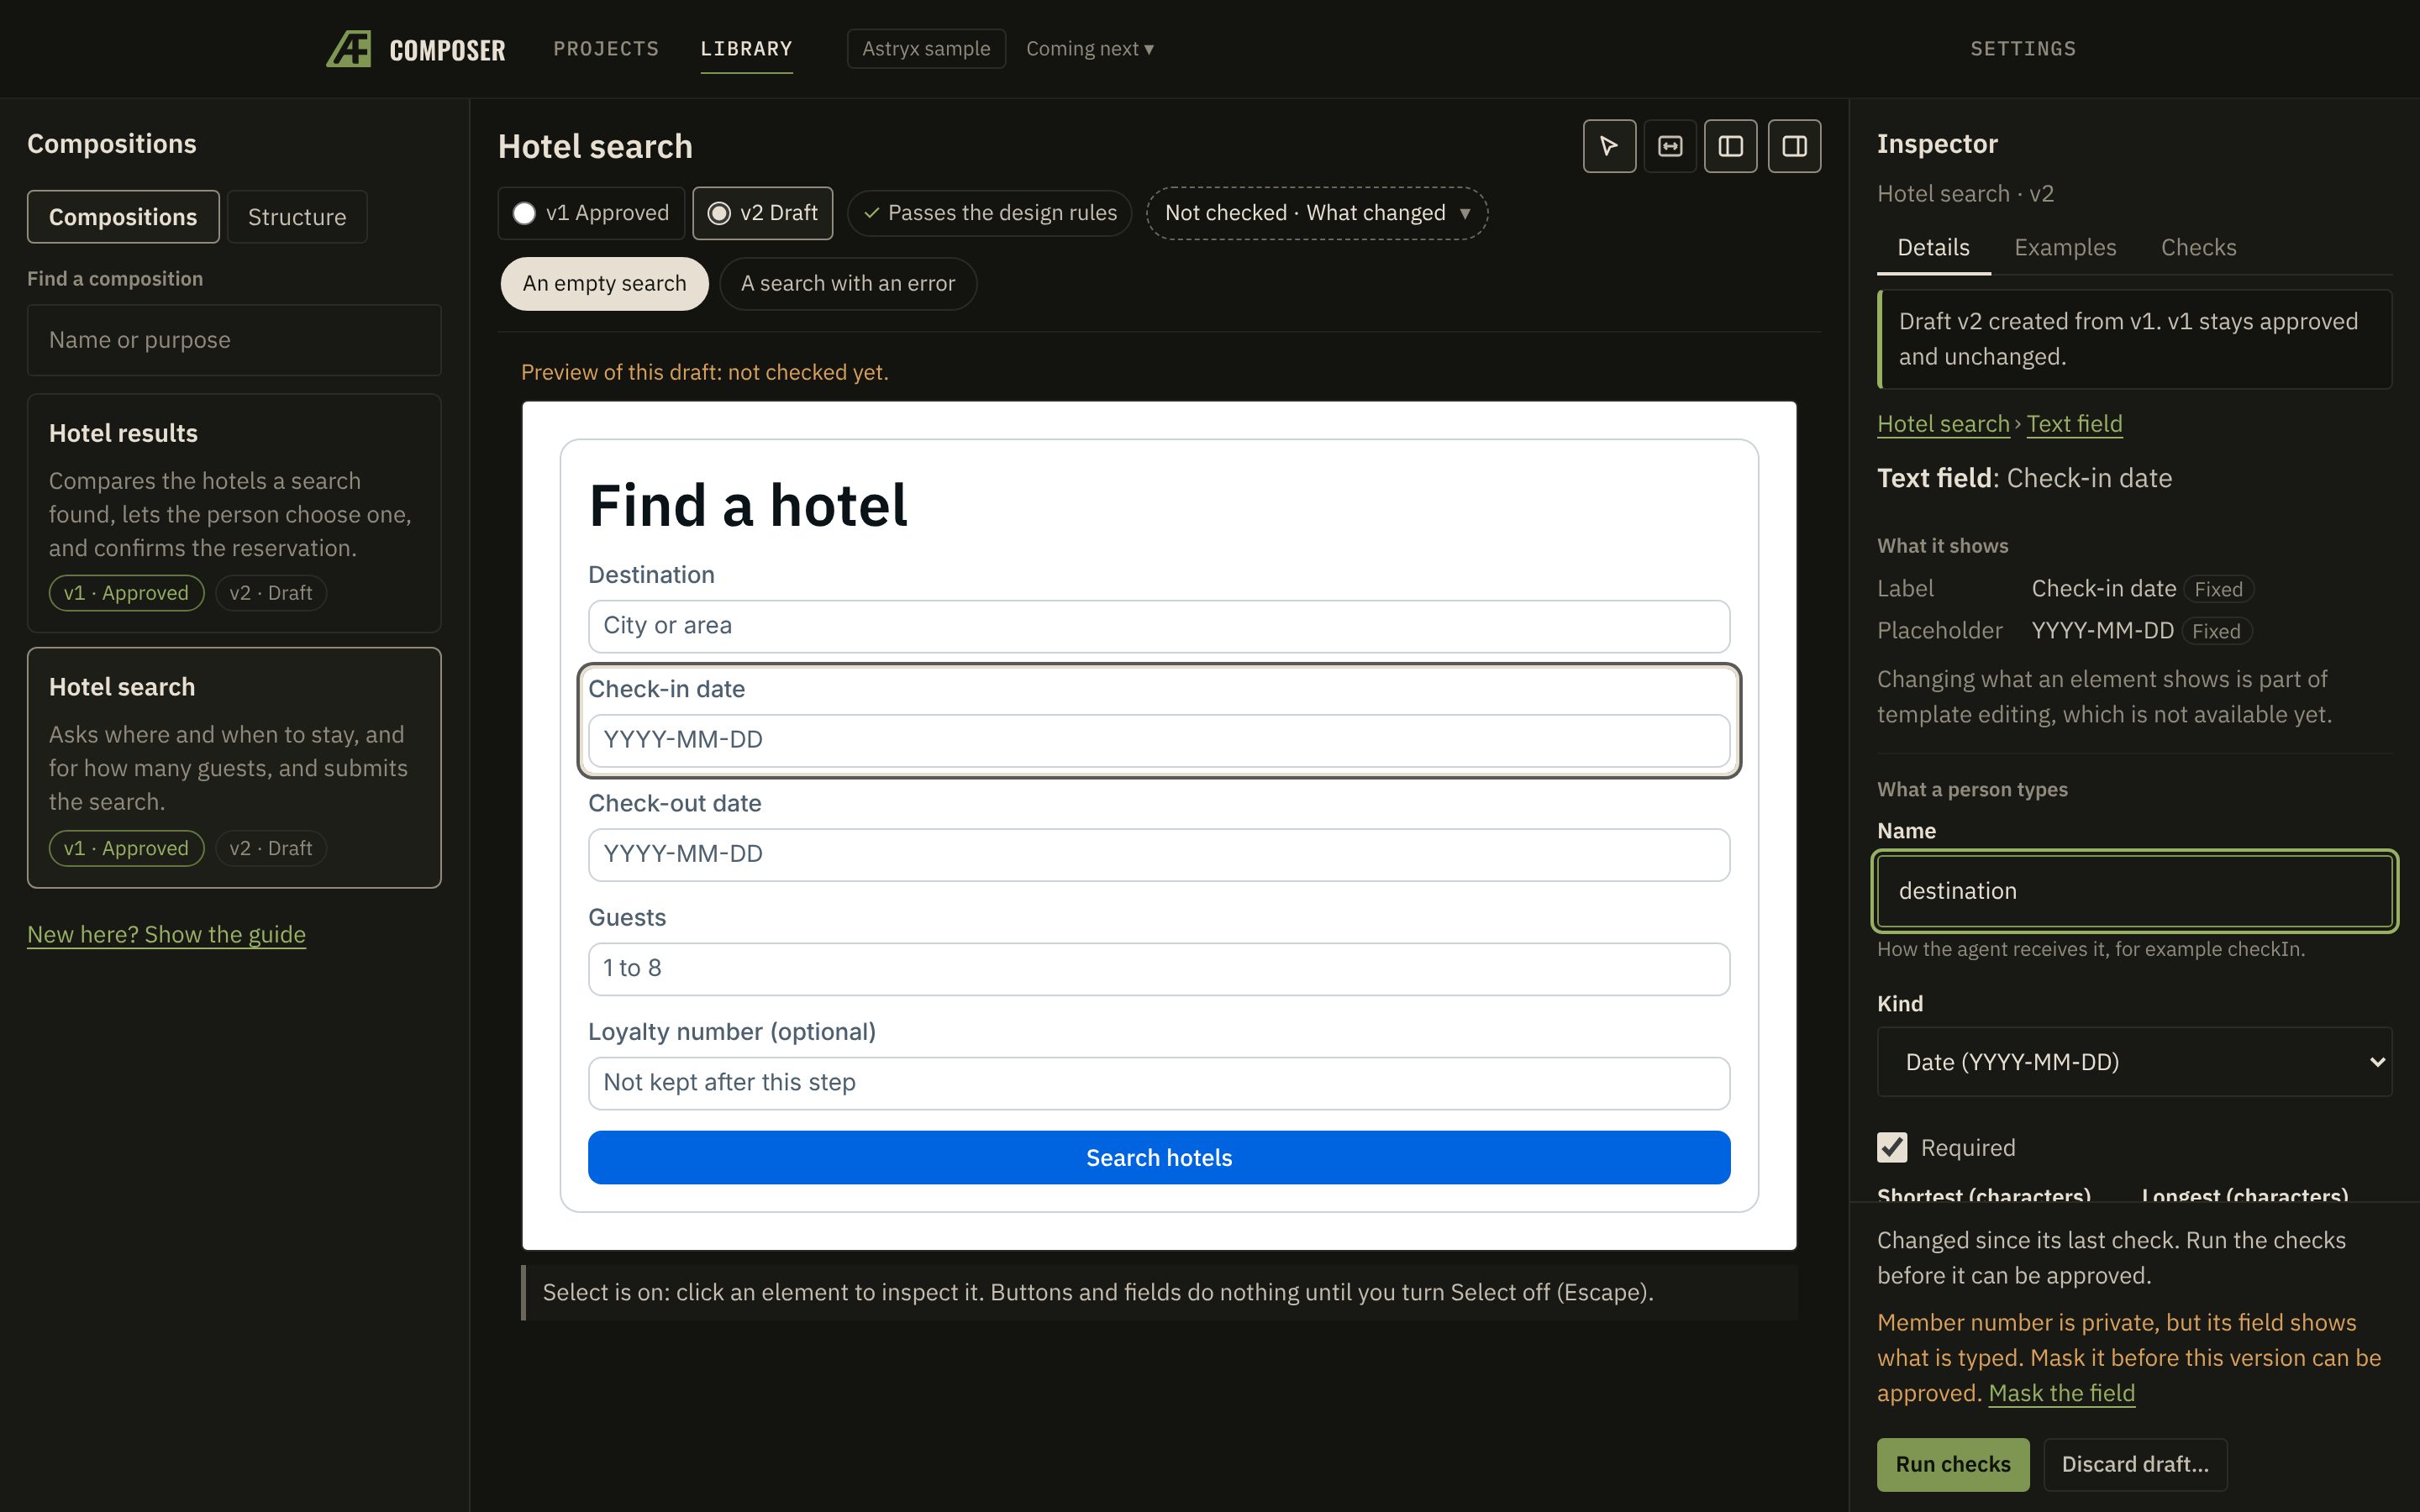 COMPOSER
PROJECTS
LIBRARY
Astryx sample
Coming next ▾
SETTINGS
Compositions
Compositions
Structure
Find a composition
Name or purpose
Hotel results
Compares the hotels a search
found, lets the person choose one,
and confirms the reservation.
v1 · Approved
v2 · Draft
Hotel search
Asks where and when to stay, and
for how many guests, and submits
the search.
v1 · Approved
v2 · Draft
New here? Show the guide
Hotel search
v1 Approved
v2 Draft
✓ Passes the design rules
Not checked · What changed ▾
An empty search
A search with an error
Preview of this draft: not checked yet.
Find a hotel
Destination
City or area
Check-in date
YYYY-MM-DD
Check-out date
YYYY-MM-DD
Guests
1 to 8
Loyalty number (optional)
Not kept after this step
Search hotels
Select is on: click an element to inspect it. Buttons and fields do nothing until you turn Select off (Escape).
Inspector
Hotel search · v2
Details
Examples
Checks
Draft v2 created from v1. v1 stays approved
and unchanged.
Hotel search › Text field
Text field: Check-in date
What it shows
Label Check-in date Fixed
Placeholder YYYY-MM-DD Fixed
Changing what an element shows is part of
template editing, which is not available yet.
What a person types
Name
destination
How the agent receives it, for example checkIn.
Kind
Date (YYYY-MM-DD)
Required
Shortest (characters) Longest (characters)
Changed since its last check. Run the checks
before it can be approved.
Member number is private, but its field shows
what is typed. Mask it before this version can be
approved. Mask the field
Run checks
Discard draft...